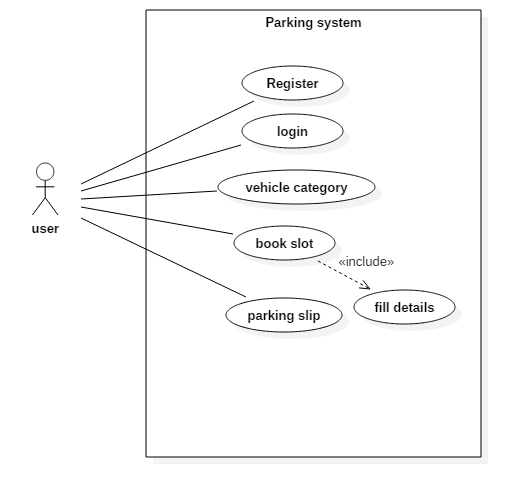 Parking system
Register
login
vehicle category
user
book slot
«include»
fill details
parking slip